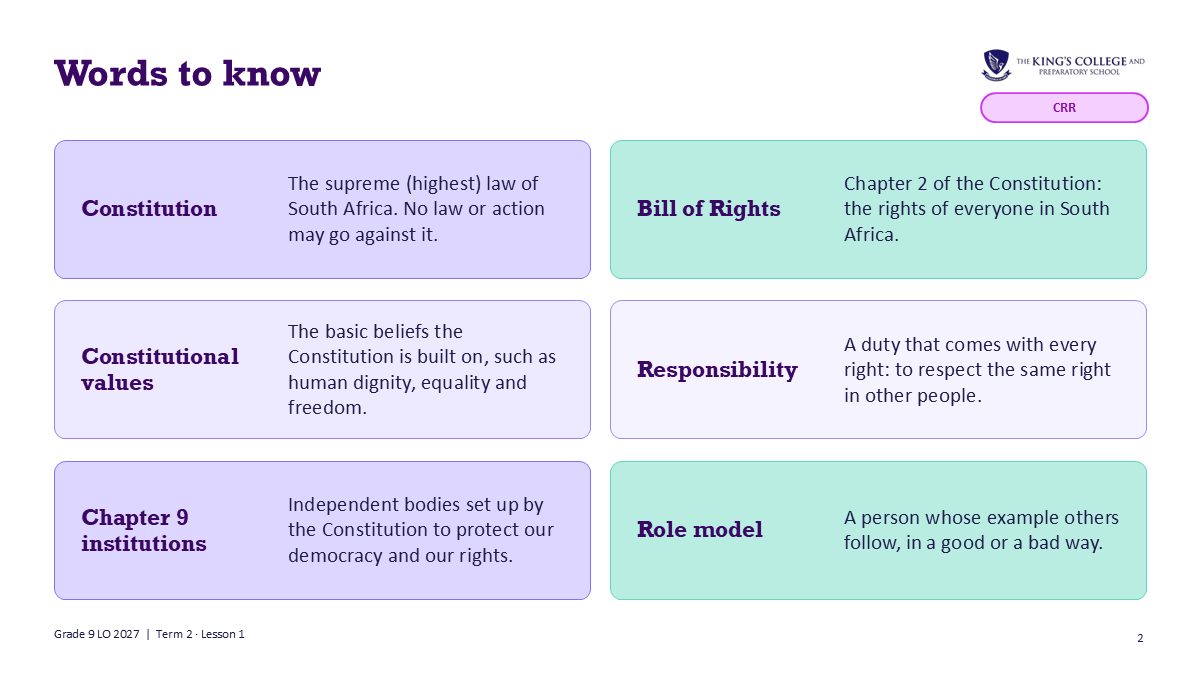 Words to know
THE KING'S COLLEGE AND
PREPARATORY SCHOOL
CRR
Constitution
The supreme (highest) law of
South Africa. No law or action
may go against it.
Bill of Rights
Chapter 2 of the Constitution:
the rights of everyone in South
Africa.
Constitutional
values
The basic beliefs the
Constitution is built on, such as
human dignity, equality and
freedom.
Responsibility
A duty that comes with every
right: to respect the same right
in other people.
Chapter 9
institutions
Independent bodies set up by
the Constitution to protect our
democracy and our rights.
Role model
A person whose example others
follow, in a good or a bad way.
Grade 9 LO 2027 | Term 2 · Lesson 1
2